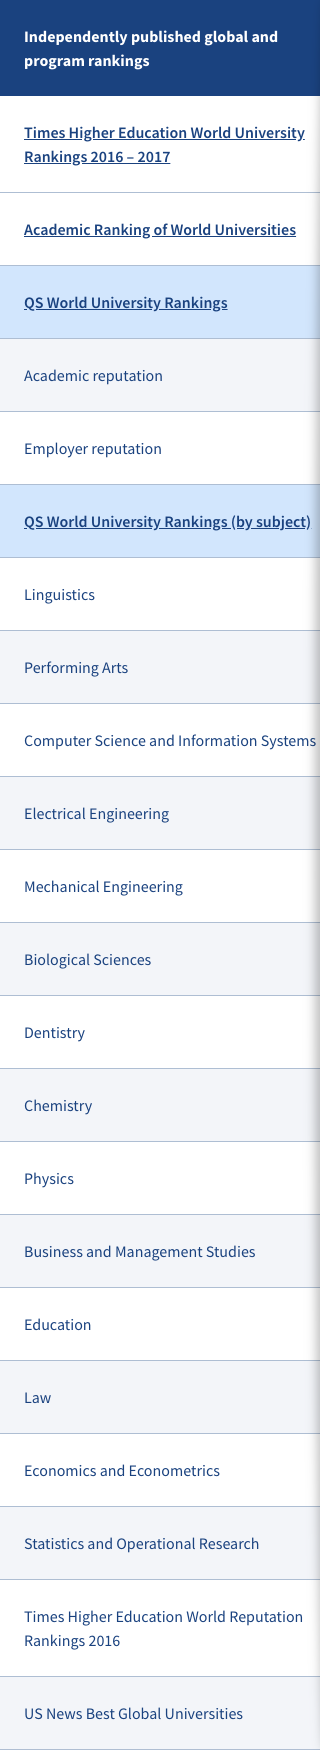 Independently published global and
program rankings
Times Higher Education World University
Rankings 2016 – 2017
Academic Ranking of World Universities
QS World University Rankings
Academic reputation
Employer reputation
QS World University Rankings (by subject)
Linguistics
Performing Arts
Computer Science and Information Systems
Electrical Engineering
Mechanical Engineering
Biological Sciences
Dentistry
Chemistry
Physics
Business and Management Studies
Education
Law
Economics and Econometrics
Statistics and Operational Research
Times Higher Education World Reputation
Rankings 2016
US News Best Global Universities